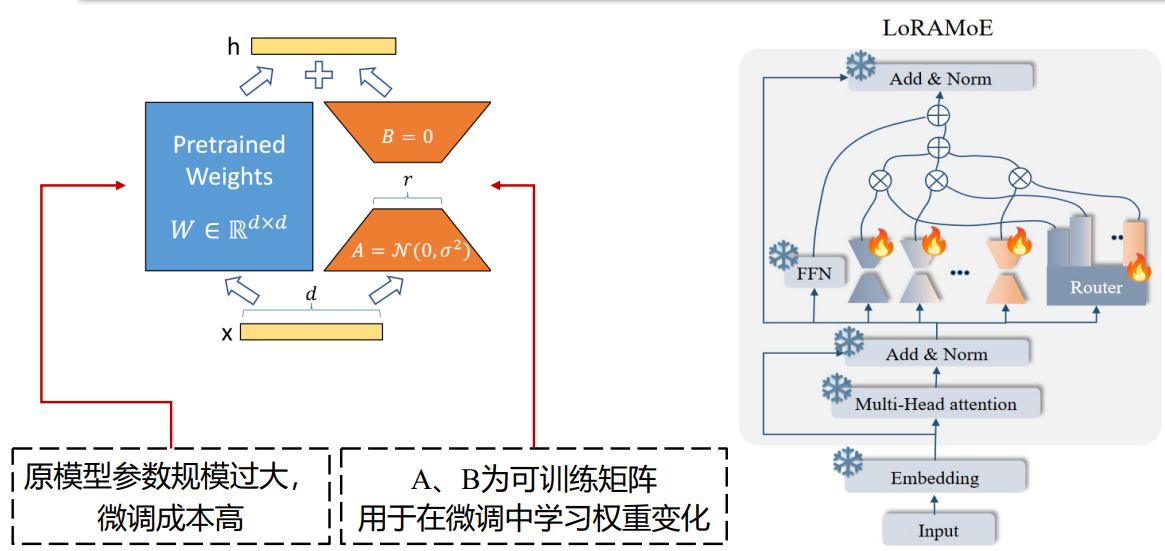 h
Pretrained
Weights
$W \in \mathbb{R}^{d \times d}$
$B = 0$
$r$
$A = \mathcal{N}(0, \sigma^2)$
$d$
x
原模型参数规模过大，
微调成本高
A、B为可训练矩阵
用于在微调中学习权重变化
LoRAMoE
Add & Norm
FFN
Router
Add & Norm
Multi-Head attention
Embedding
Input